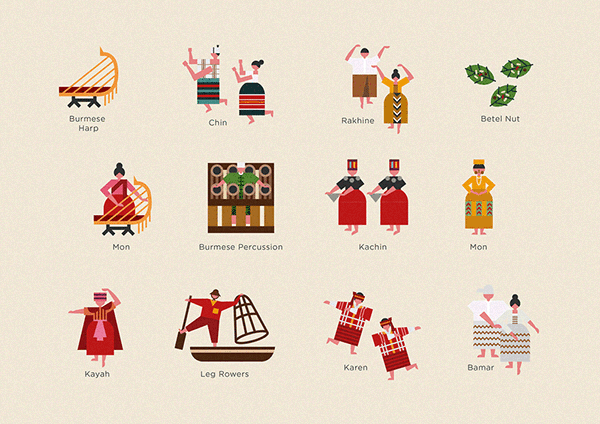 Burmese
Harp
Chin
Rakhine
Betel Nut
Mon
Burmese Percussion
Kachin
Mon
Kayah
Leg Rowers
Karen
Bamar